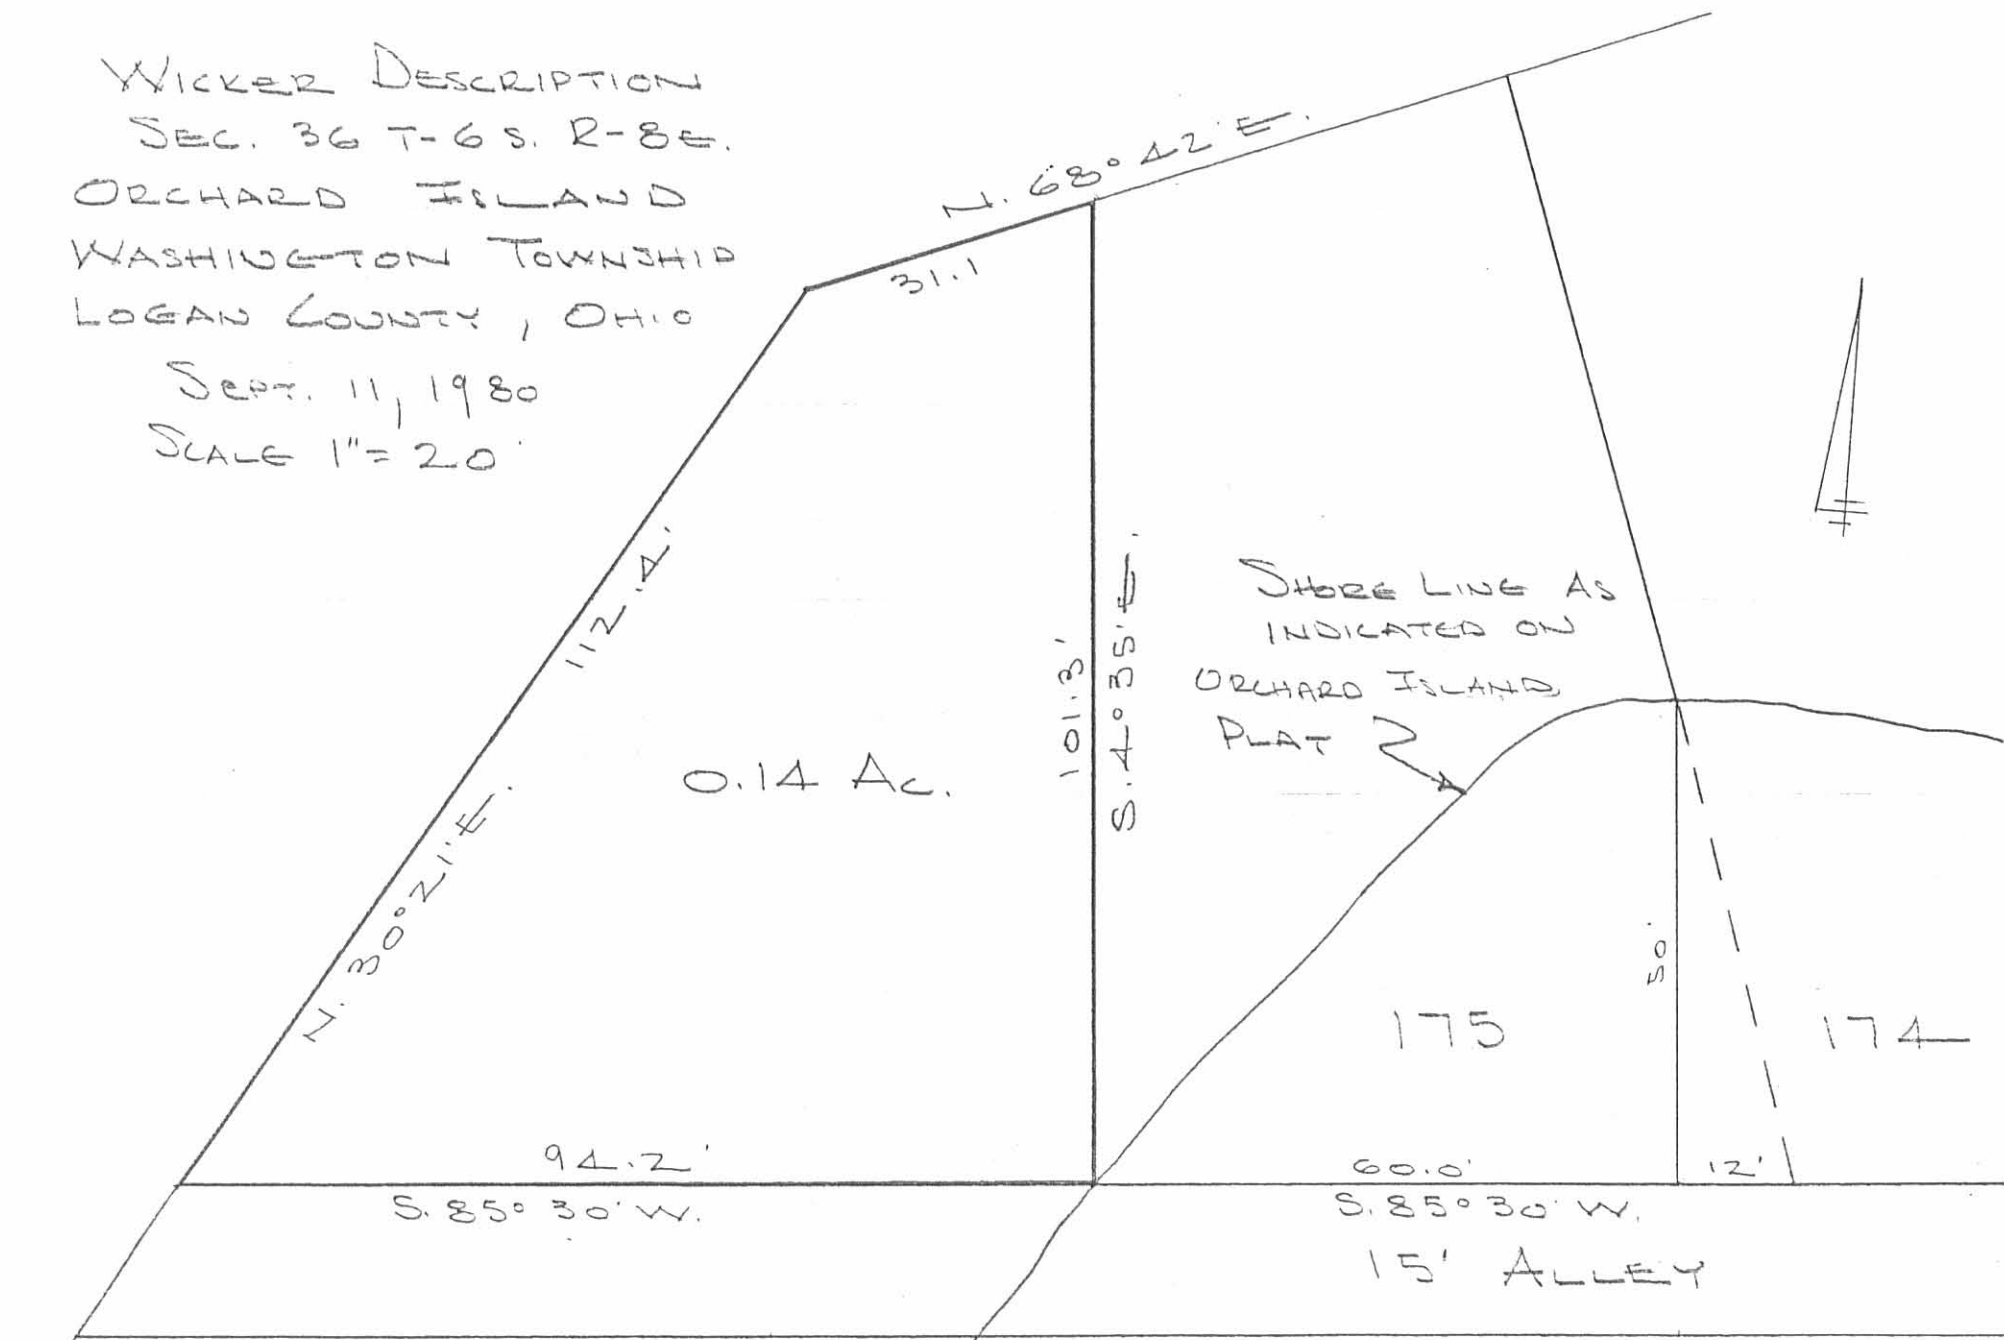 WICKER DESCRIPTION
SEC. 36 T-6 S. R-8E.
ORCHARD ISLAND
WASHINGTON TOWNSHIP
LOGAN COUNTY, OHIO
SEPT. 11, 1980
SCALE 1"= 20'
N. 68° 42' E.
31.1
112.4'
N. 30° 21' E.
0.14 AC.
101.3'
S. 4° 35' E.
SHORE LINE AS
INDICATED ON
ORCHARD ISLAND
PLAT
50'
175
174
94.2'
S. 85° 30' W.
60.0'
12'
S. 85° 30' W.
15' ALLEY